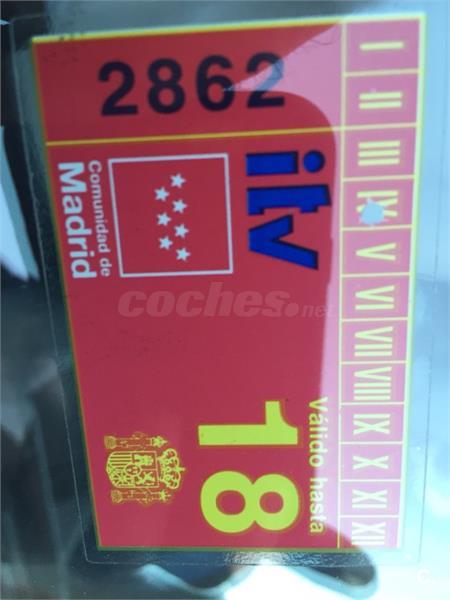 2862
itv
Comunidad de
Madrid
I
II
III
IV
V
VI
VII
VIII
IX
X
XI
XII
coches.net
Válido hasta
18